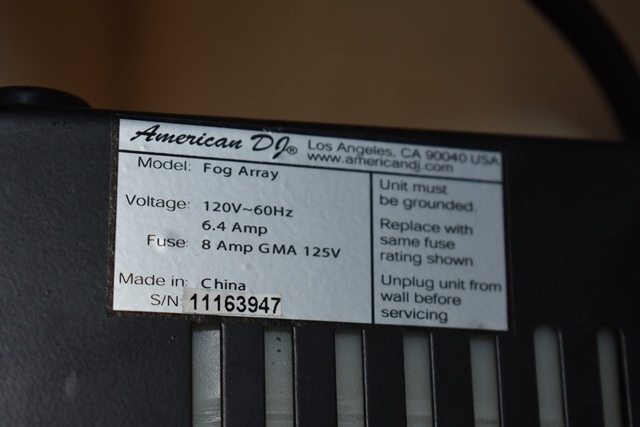 American DJ® Los Angeles, CA 90040 USA
www.americandj.com
Model: Fog Array
Voltage: 120V~60Hz
6.4 Amp
Fuse: 8 Amp GMA 125V
Made in: China
S/N: 11163947
Unit must
be grounded.
Replace with
same fuse
rating shown
Unplug unit from
wall before
servicing